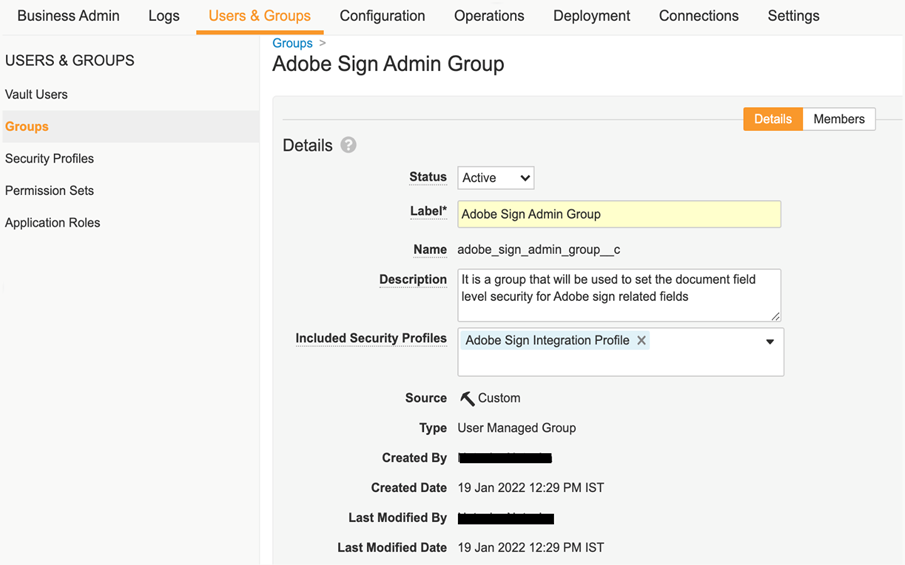 Business Admin Logs Users & Groups Configuration Operations Deployment Connections Settings
USERS & GROUPS
Vault Users
Groups
Security Profiles
Permission Sets
Application Roles
Groups >
Adobe Sign Admin Group
Details Members
Details ?
Status Active
Label* Adobe Sign Admin Group
Name adobe_sign_admin_group__c
Description It is a group that will be used to set the document field
level security for Adobe sign related fields
Included Security Profiles Adobe Sign Integration Profile X
Source Custom
Type User Managed Group
Created By
Created Date 19 Jan 2022 12:29 PM IST
Last Modified By
Last Modified Date 19 Jan 2022 12:29 PM IST